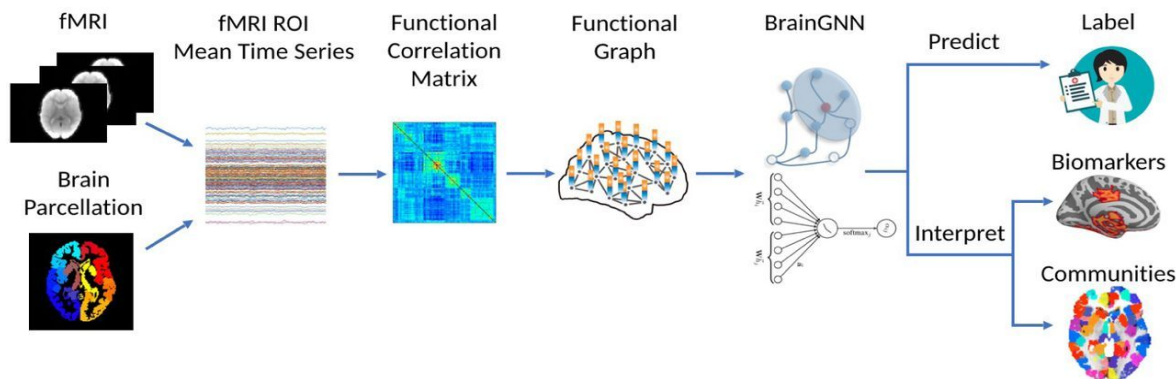 fMRI
fMRI ROI
Mean Time Series
Functional
Correlation
Matrix
Functional
Graph
BrainGNN
Predict
Label
Brain
Parcellation
Biomarkers
Interpret
Communities
softmax